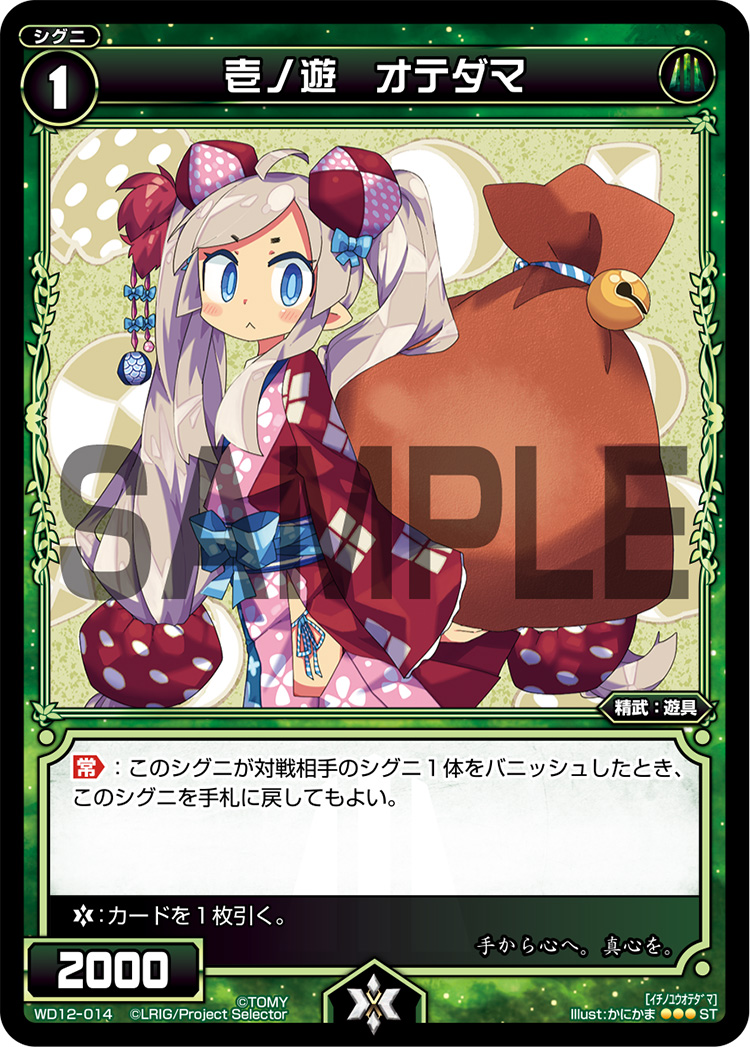 シグニ
1
壱ノ遊 オテダマ
SAMPLE
精武:遊具
常:このシグニが対戦相手のシグニ1体をバニッシュしたとき、
このシグニを手札に戻してもよい。
:カードを1枚引く。
手から心へ。真心を。
2000
©TOMY
[イチノユウオテダマ]
WD12-014 ©LRIG/Project Selector
Illust:かにかま ST